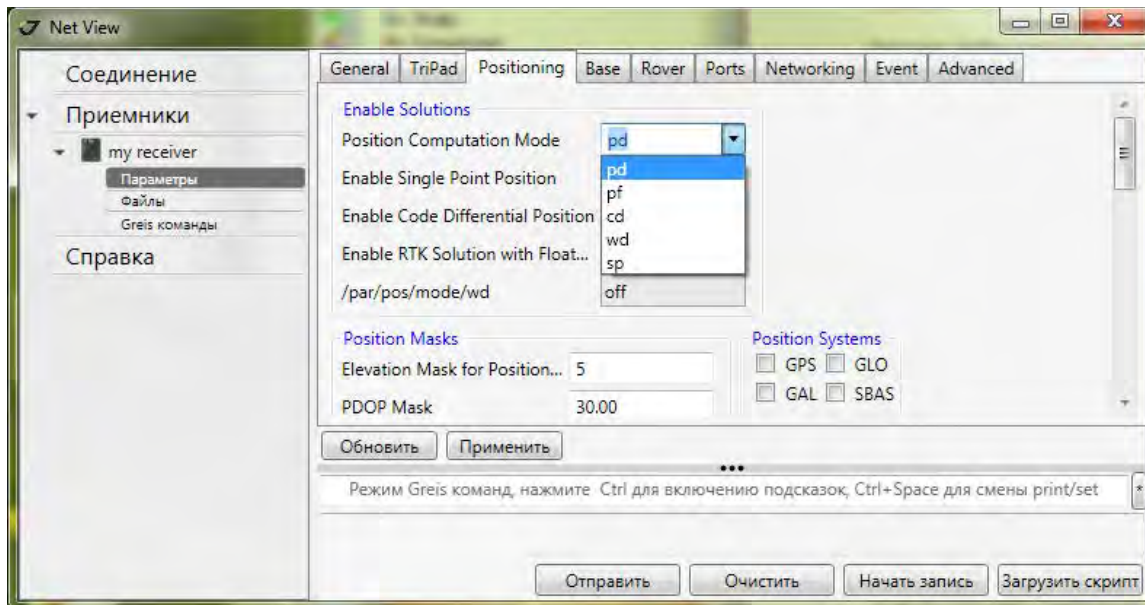 Net View
Соединение
Приемники
my receiver
Параметры
Файлы
Greis команды
Справка
General TriPad Positioning Base Rover Ports Networking Event Advanced
Enable Solutions
Position Computation Mode pd
pd
pf
cd
wd
sp
Enable Single Point Position
Enable Code Differential Position
Enable RTK Solution with Float...
/par/pos/mode/wd off
Position Masks
Elevation Mask for Position... 5
PDOP Mask 30.00
Position Systems
GPS GLO
GAL SBAS
Обновить Применить
Режим Greis команд, нажмите Ctrl для включению подсказок, Ctrl+Space для смены print/set
Отправить Очистить Начать запись Загрузить скрипт